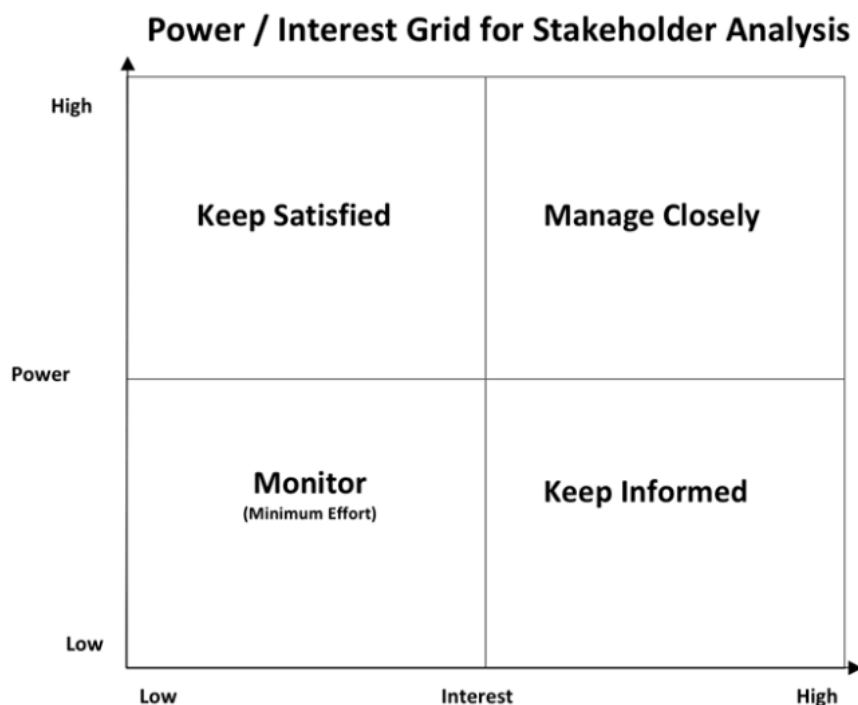 Power / Interest Grid for Stakeholder Analysis
High
Keep Satisfied
Manage Closely
Power
Monitor
(Minimum Effort)
Keep Informed
Low
Low
Interest
High